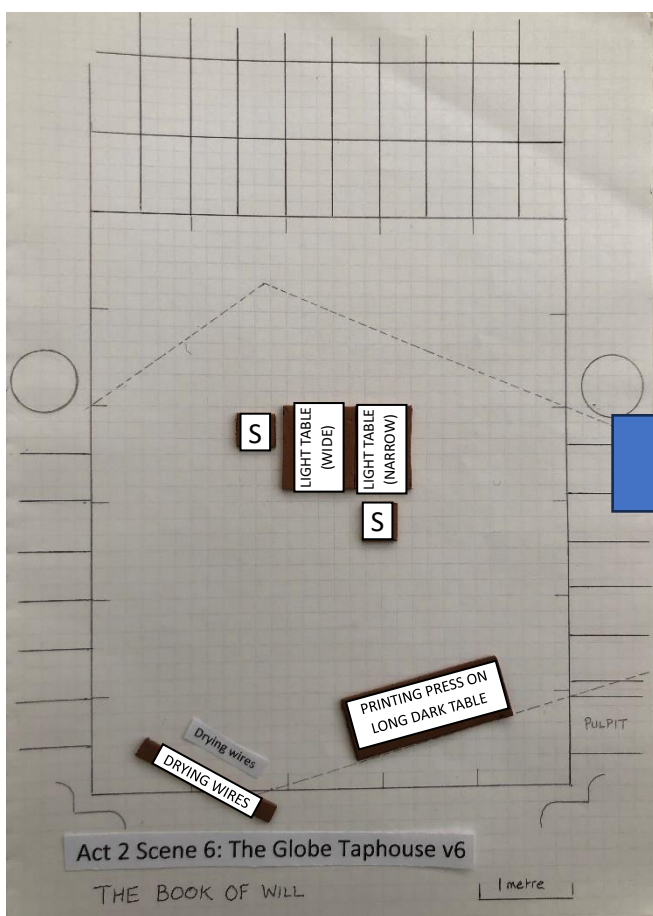 S
LIGHT TABLE
(WIDE)
LIGHT TABLE
(NARROW)
S
PRINTING PRESS ON
LONG DARK TABLE
PULPIT
Drying wires
DRYING WIRES
Act 2 Scene 6: The Globe Taphouse v6
THE BOOK OF WILL
1 metre